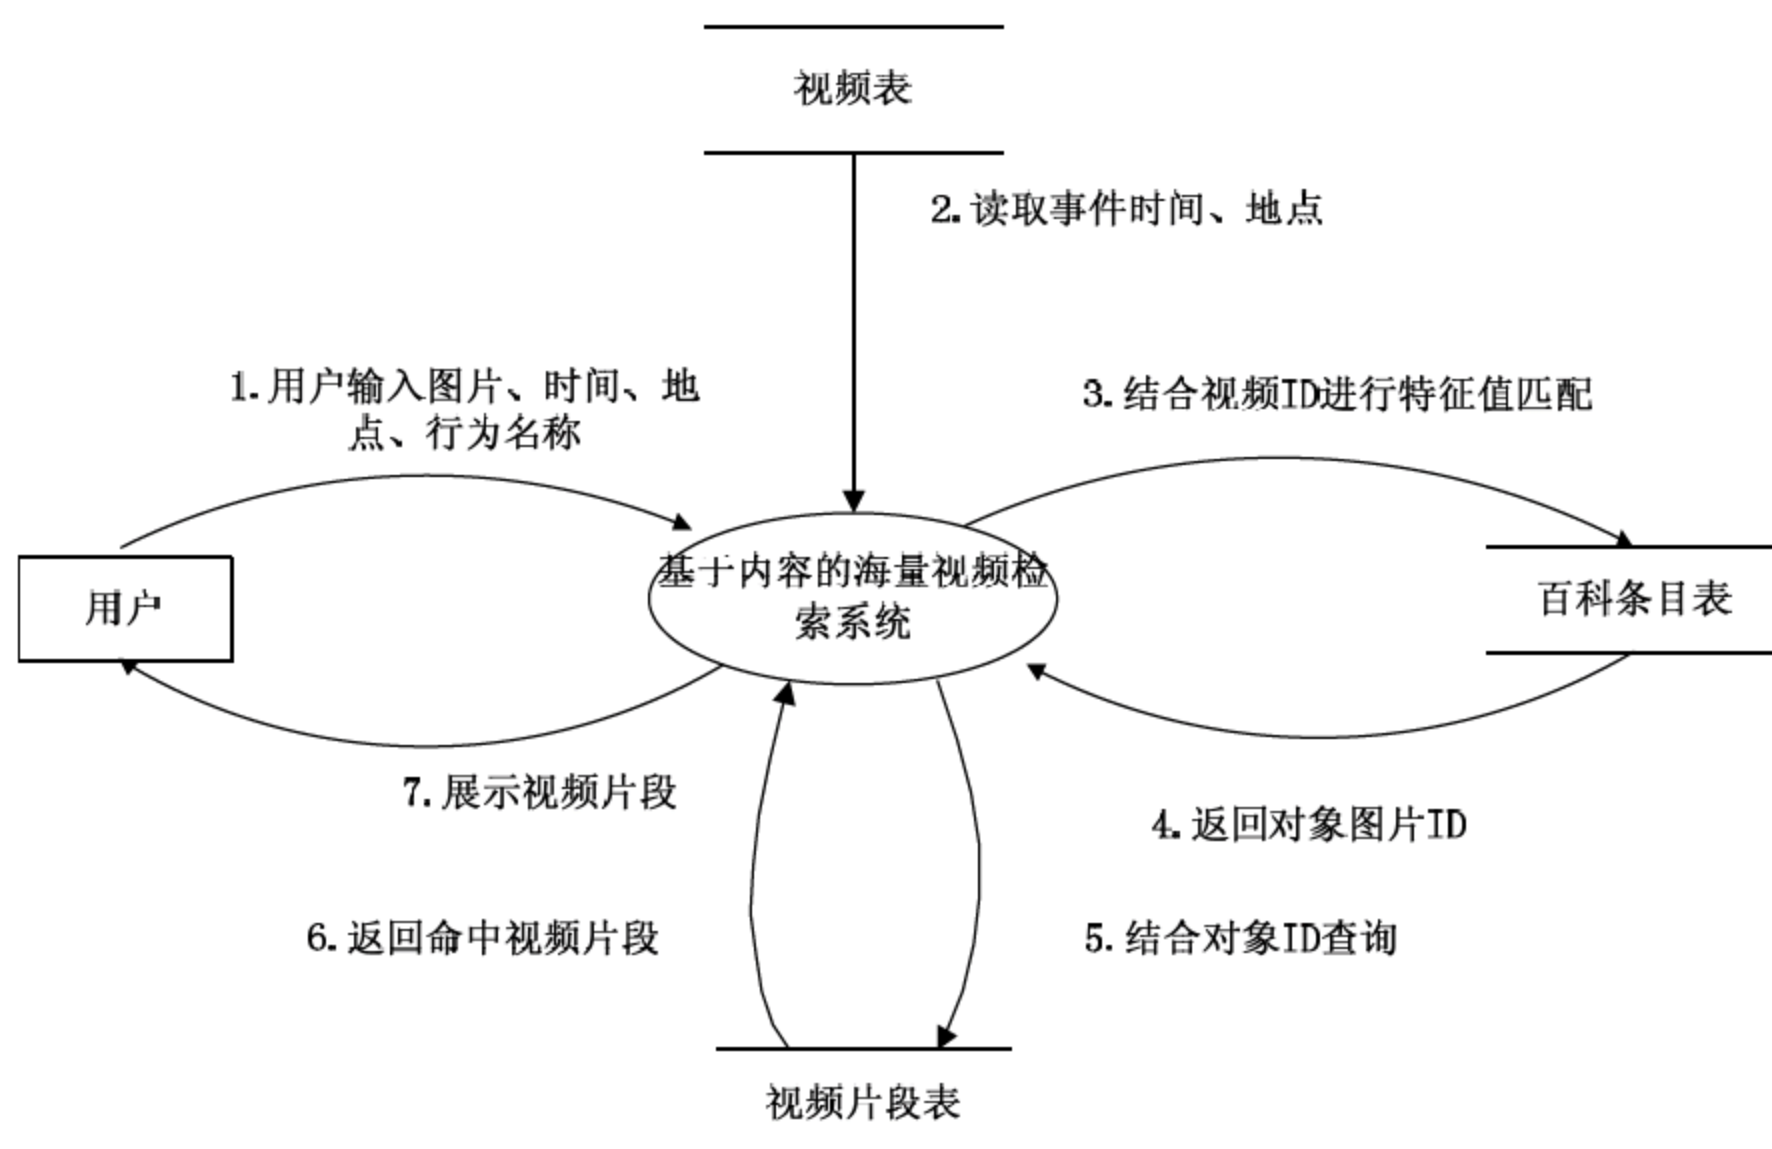 视频表
2.读取事件时间、地点
1.用户输入图片、时间、地
点、行为名称
3.结合视频ID进行特征值匹配
用户
基于内容的海量视频检
索系统
百科条目表
7.展示视频片段
4.返回对象图片ID
6.返回命中视频片段
5.结合对象ID查询
视频片段表